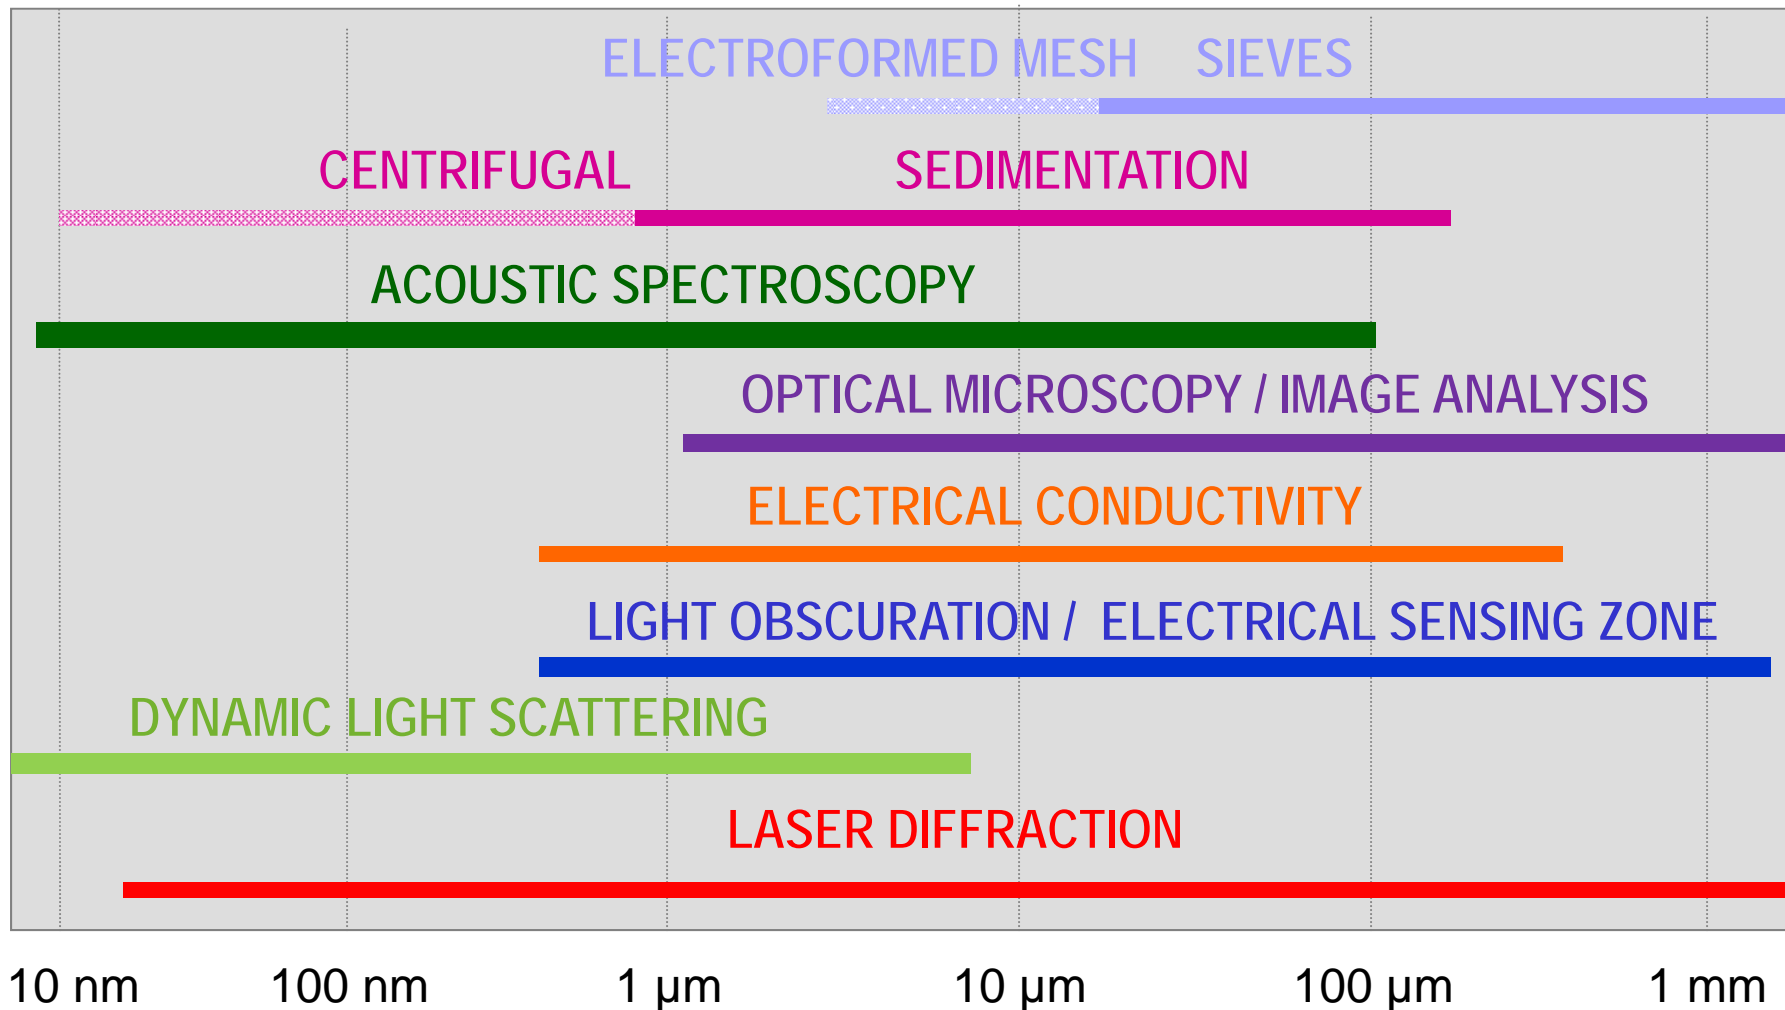 ELECTROFORMED MESH SIEVES
CENTRIFUGAL SEDIMENTATION
ACOUSTIC SPECTROSCOPY
OPTICAL MICROSCOPY / IMAGE ANALYSIS
ELECTRICAL CONDUCTIVITY
LIGHT OBSCURATION / ELECTRICAL SENSING ZONE
DYNAMIC LIGHT SCATTERING
LASER DIFFRACTION
10 nm 100 nm 1 µm 10 µm 100 µm 1 mm